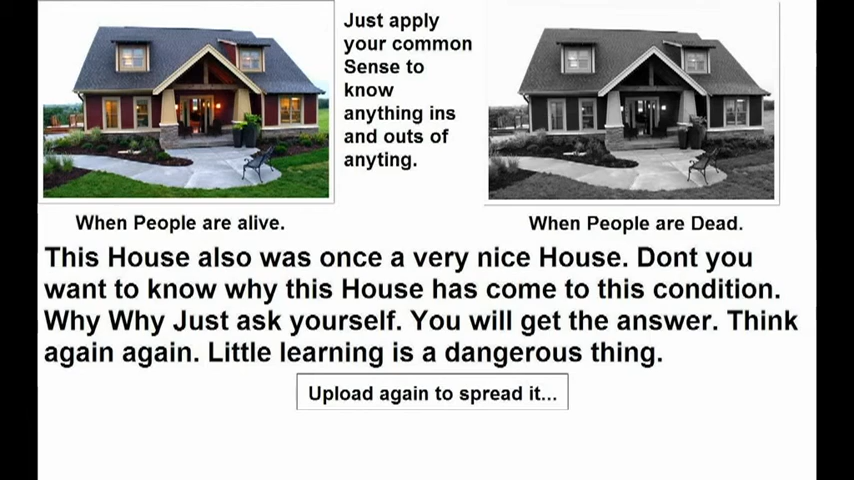 Just apply
your common
Sense to
know
anything ins
and outs of
anyting.
When People are alive.
When People are Dead.
This House also was once a very nice House. Dont you
want to know why this House has come to this condition.
Why Why Just ask yourself. You will get the answer. Think
again again. Little learning is a dangerous thing.
Upload again to spread it...